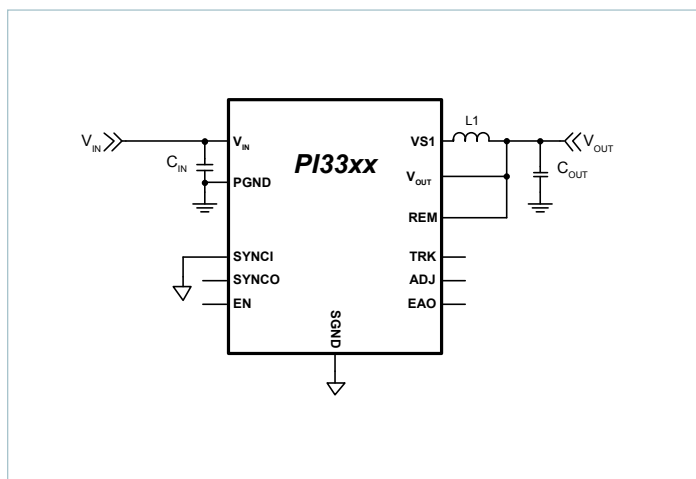 L1
V_IN
V_IN
VS1
V_OUT
C_IN
PI33xx
C_OUT
PGND
V_OUT
REM
SYNCI
TRK
SYNCO
ADJ
EN
EAO
SGND